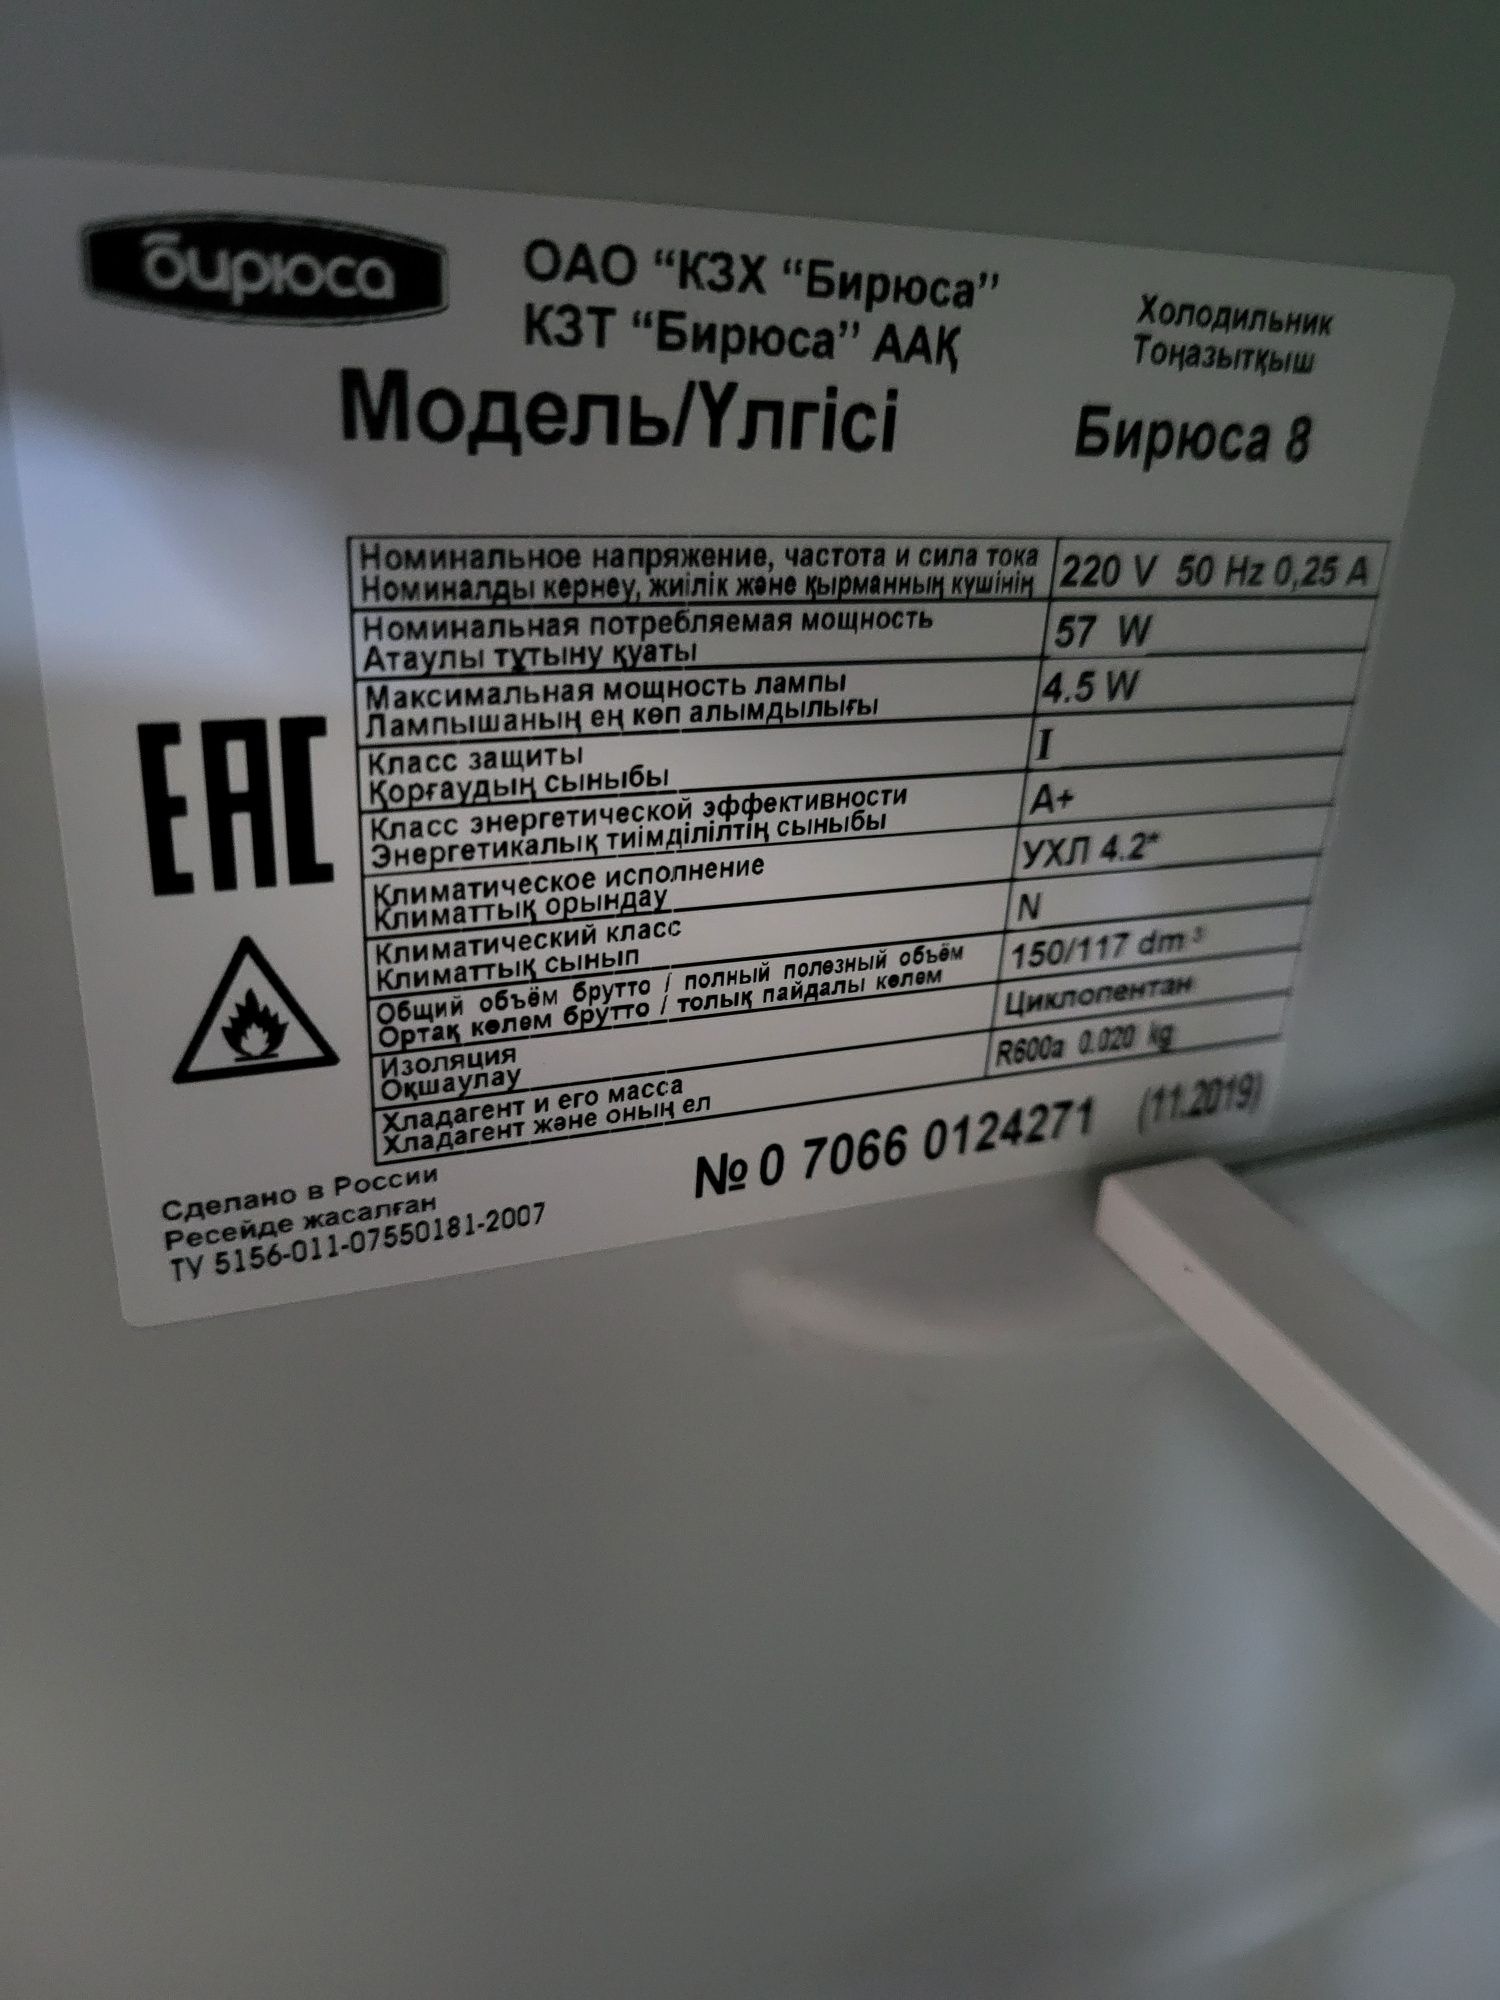 бирюса
ОАО “КЗХ “Бирюса”
КЗТ “Бирюса” ААҚ
Холодильник
Тоңазытқыш
Модель/Үлгісі Бирюса 8
Номинальное напряжение, частота и сила тока 220 V 50 Hz 0,25 A
Номиналды кернеу, жиілік және қырманның күшінің
Номинальная потребляемая мощность 57 W
Атаулы тұтыну қуаты
Максимальная мощность лампы 4.5 W
Лампышаның ең көп алымдылығы
Класс защиты I
Қорғаудың сыныбы
Класс энергетической эффективности A+
Энергетикалық тиімділілтің сыныбы
Климатическое исполнение УХЛ 4.2*
Климаттық орындау
Климатический класс N
Климаттық сынып
Общий объём брутто / полный полезный объём 150/117 dm³
Ортақ көлем брутто / толық пайдалы көлем
Изоляция Циклопентан
Оқшаулау
Хладагент и его масса R600a 0.020 kg
Хладагент және оның ел
EAC
№ 0 7066 0124271 (11.2019)
Сделано в России
Ресейде жасалған
ТУ 5156-011-07550181-2007